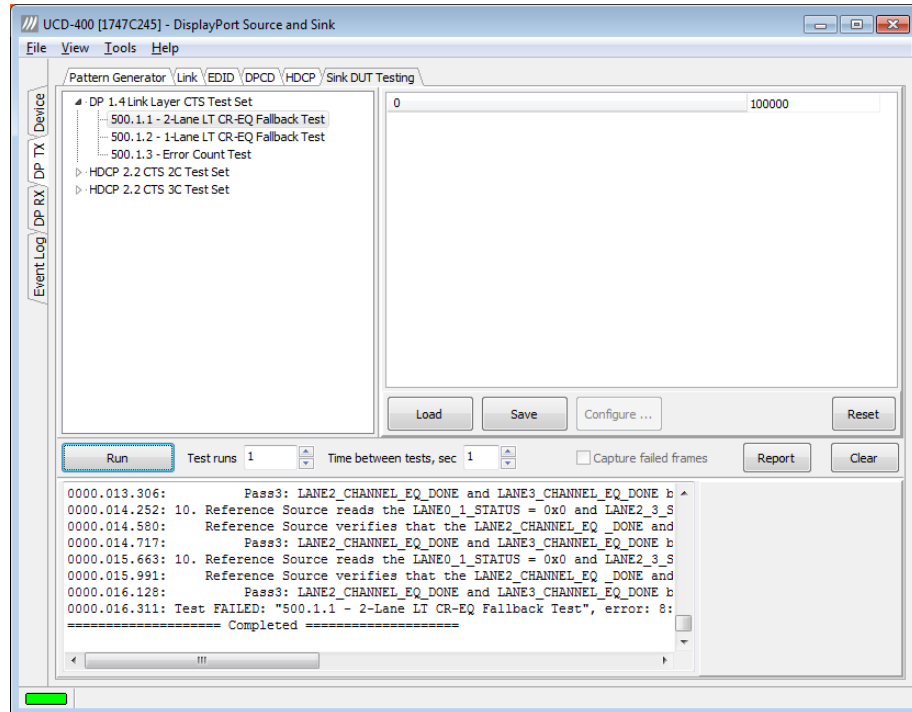 UCD-400 [1747C245] - DisplayPort Source and Sink
File View Tools Help
Pattern Generator Link EDID DPCD HDCP Sink DUT Testing
Device
DP TX
DP RX
Event Log
DP 1.4 Link Layer CTS Test Set
500.1.1 - 2-Lane LT CR-EQ Fallback Test
500.1.2 - 1-Lane LT CR-EQ Fallback Test
500.1.3 - Error Count Test
HDCP 2.2 CTS 2C Test Set
HDCP 2.2 CTS 3C Test Set
0 100000
Load Save Configure ... Reset
Run Test runs 1 Time between tests, sec 1 Capture failed frames Report Clear
0000.013.306: Pass3: LANE2_CHANNEL_EQ_DONE and LANE3_CHANNEL_EQ_DONE b
0000.014.252: 10. Reference Source reads the LANE0_1_STATUS = 0x0 and LANE2_3_S
0000.014.580: Reference Source verifies that the LANE2_CHANNEL_EQ _DONE and
0000.014.717: Pass3: LANE2_CHANNEL_EQ_DONE and LANE3_CHANNEL_EQ_DONE b
0000.015.663: 10. Reference Source reads the LANE0_1_STATUS = 0x0 and LANE2_3_S
0000.015.991: Reference Source verifies that the LANE2_CHANNEL_EQ _DONE and
0000.016.128: Pass3: LANE2_CHANNEL_EQ_DONE and LANE3_CHANNEL_EQ_DONE b
0000.016.311: Test FAILED: "500.1.1 - 2-Lane LT CR-EQ Fallback Test", error: 8:
==================== Completed ====================